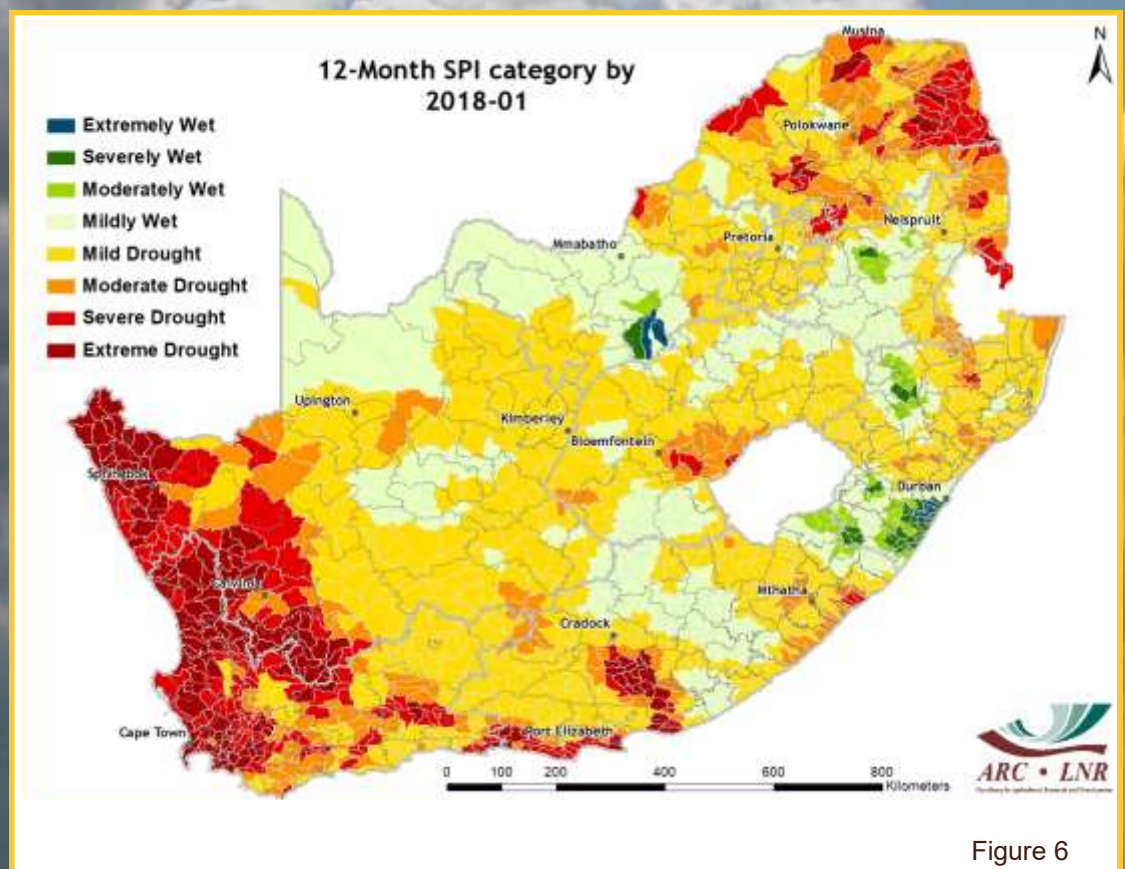 12-Month SPI category by
2018-01
N
Extremely Wet
Severely Wet
Moderately Wet
Mildly Wet
Mild Drought
Moderate Drought
Severe Drought
Extreme Drought
Musina
Polokwane
Nelspruit
Pretoria
Mmabatho
Upington
Kimberley
Bloemfontein
Springbok
Durban
Mthatha
Cradock
Cape Town
Port Elizabeth
0 100 200 400 600 800
Kilometers
ARC • LNR
Figure 6